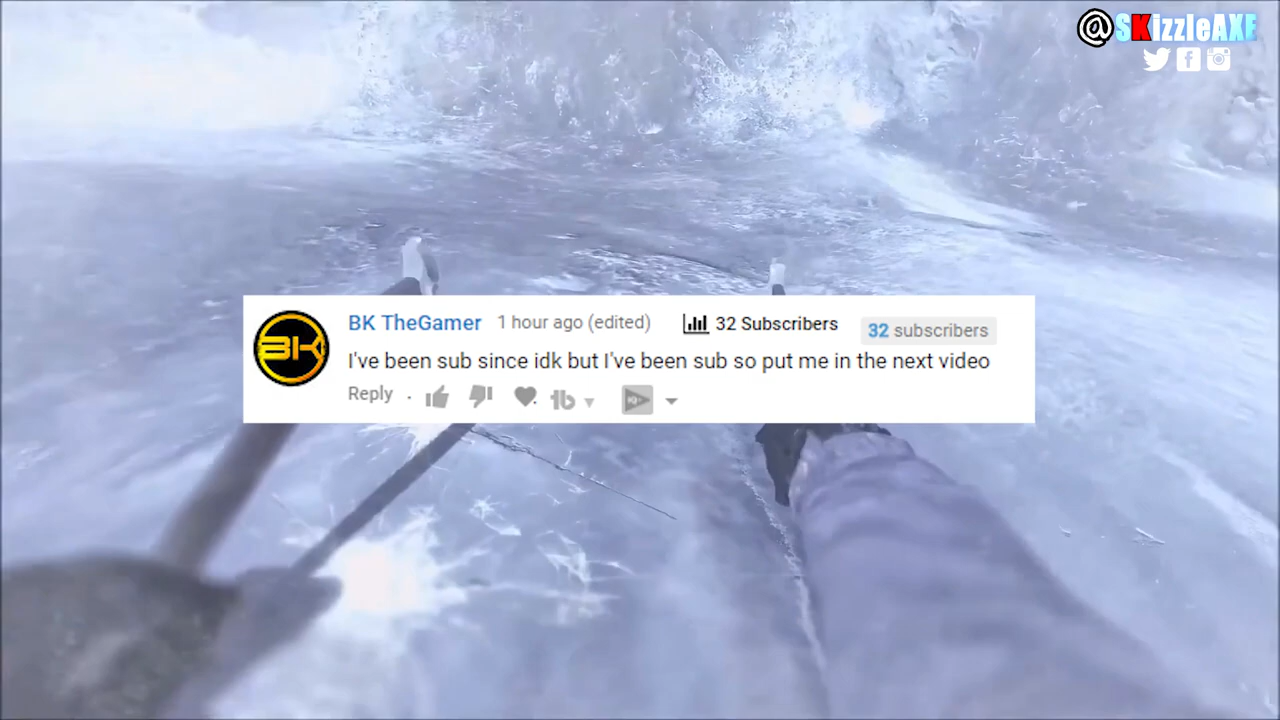 @SKizzleAXE
BK TheGamer 1 hour ago (edited) 32 Subscribers 32 subscribers
BK
I've been sub since idk but I've been sub so put me in the next video
Reply